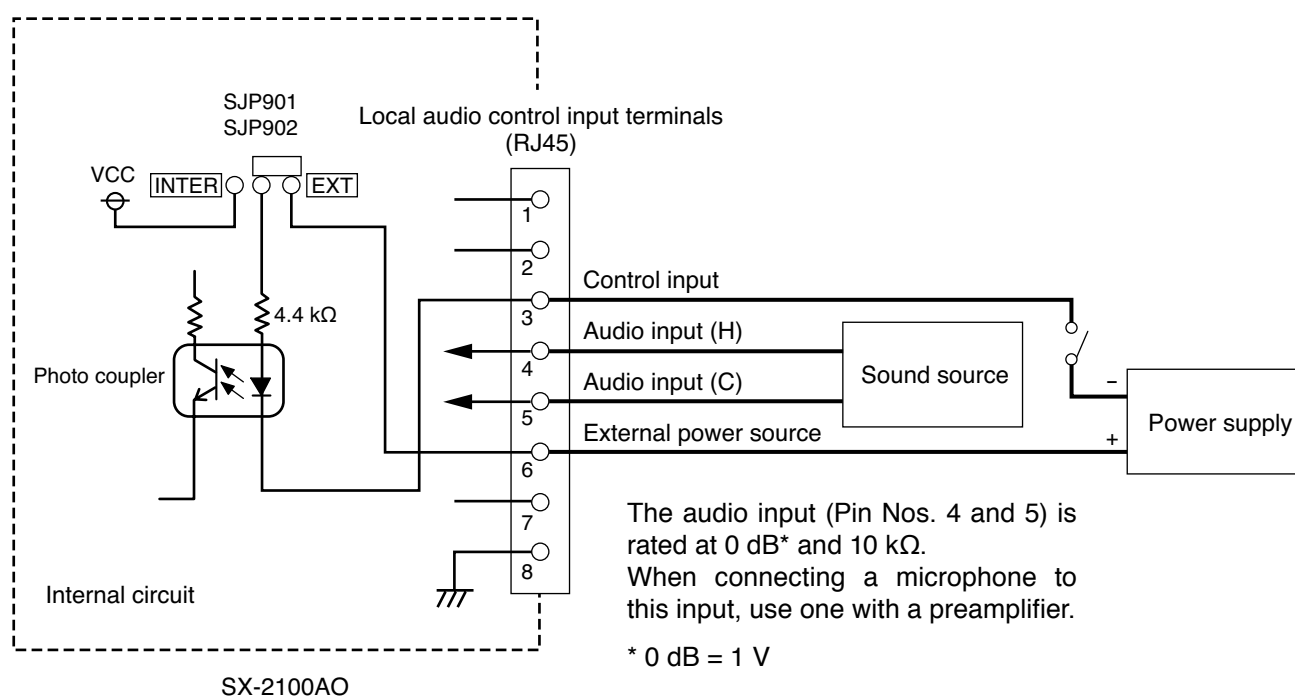 SJP901
SJP902
Local audio control input terminals
(RJ45)
VCC
INTER
EXT
1
2
Control input
3
4.4 kΩ
Audio input (H)
4
Photo coupler
Sound source
Audio input (C)
5
–
Power supply
External power source
+
6
7
The audio input (Pin Nos. 4 and 5) is
rated at 0 dB* and 10 kΩ.
When connecting a microphone to
this input, use one with a preamplifier.
* 0 dB = 1 V
8
Internal circuit
SX-2100AO